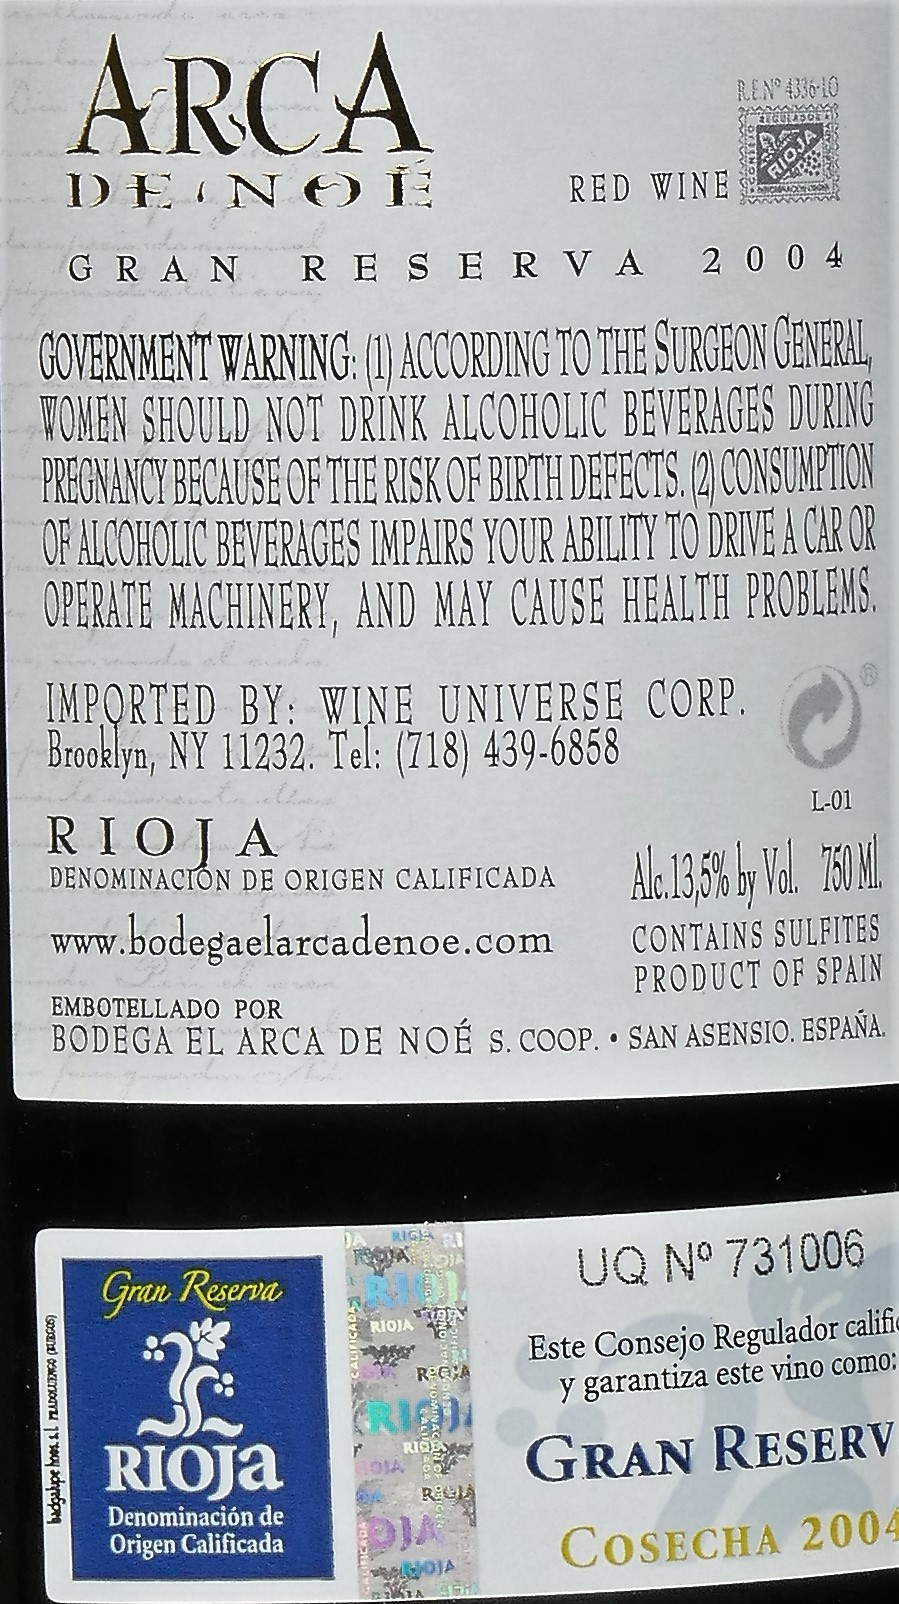 ARCA
DE NOÉ
R.E.Nº 4336-LO
RIOJA
RED WINE
GRAN RESERVA 2004
GOVERNMENT WARNING: (1) ACCORDING TO THE SURGEON GENERAL,
WOMEN SHOULD NOT DRINK ALCOHOLIC BEVERAGES DURING
PREGNANCY BECAUSE OF THE RISK OF BIRTH DEFECTS. (2) CONSUMPTION
OF ALCOHOLIC BEVERAGES IMPAIRS YOUR ABILITY TO DRIVE A CAR OR
OPERATE MACHINERY, AND MAY CAUSE HEALTH PROBLEMS.
IMPORTED BY: WINE UNIVERSE CORP.
Brooklyn, NY 11232. Tel: (718) 439-6858
®
L-01
RIOJA
DENOMINACIÓN DE ORIGEN CALIFICADA
Alc.13,5% by Vol. 750 Ml.
www.bodegaelarcadenoe.com
CONTAINS SULFITES
PRODUCT OF SPAIN
EMBOTELLADO POR
BODEGA EL ARCA DE NOÉ S. COOP. • SAN ASENSIO. ESPAÑA.
Gran Reserva
RIOJA
Denominación de
Origen Calificada
RIOJA
RIOJA
RIOJA
RIOJA
UQ Nº 731006
Este Consejo Regulador califi
y garantiza este vino como:
GRAN RESERV
COSECHA 2004